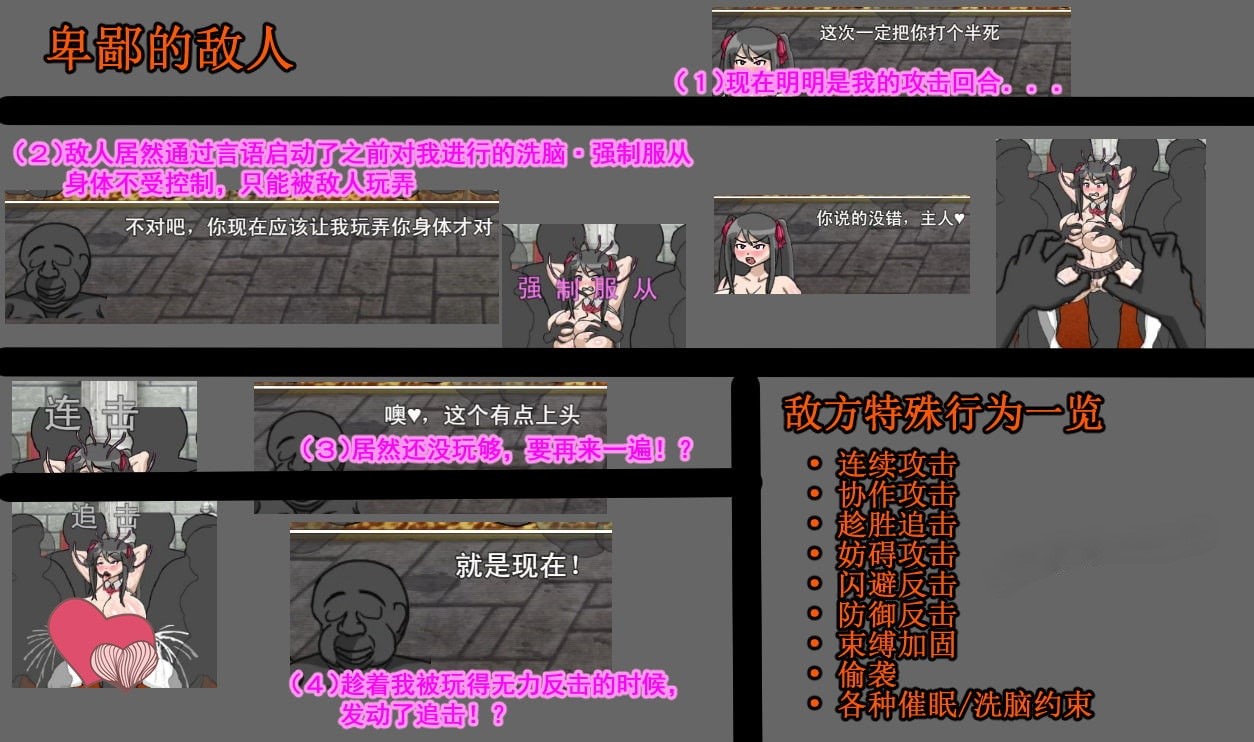 卑鄙的敌人
这次一定把你打个半死
（1）现在明明是我的攻击回合．．．
（2）敌人居然通过言语启动了之前对我进行的洗脑·强制服从
身体不受控制，只能被敌人玩弄
不对吧，你现在应该让我玩弄你身体才对
强制服从
你说的没错，主人♥
连击
噢♥，这个有点上头
（3）居然还没玩够，要再来一遍！？
追击
就是现在！
（4）趁着我被玩得无力反击的时候，
发动了追击！？
敌方特殊行为一览
• 连续攻击
• 协作攻击
• 趁胜追击
• 妨碍攻击
• 闪避反击
• 防御反击
• 束缚加固
• 偷袭
• 各种催眠/洗脑约束